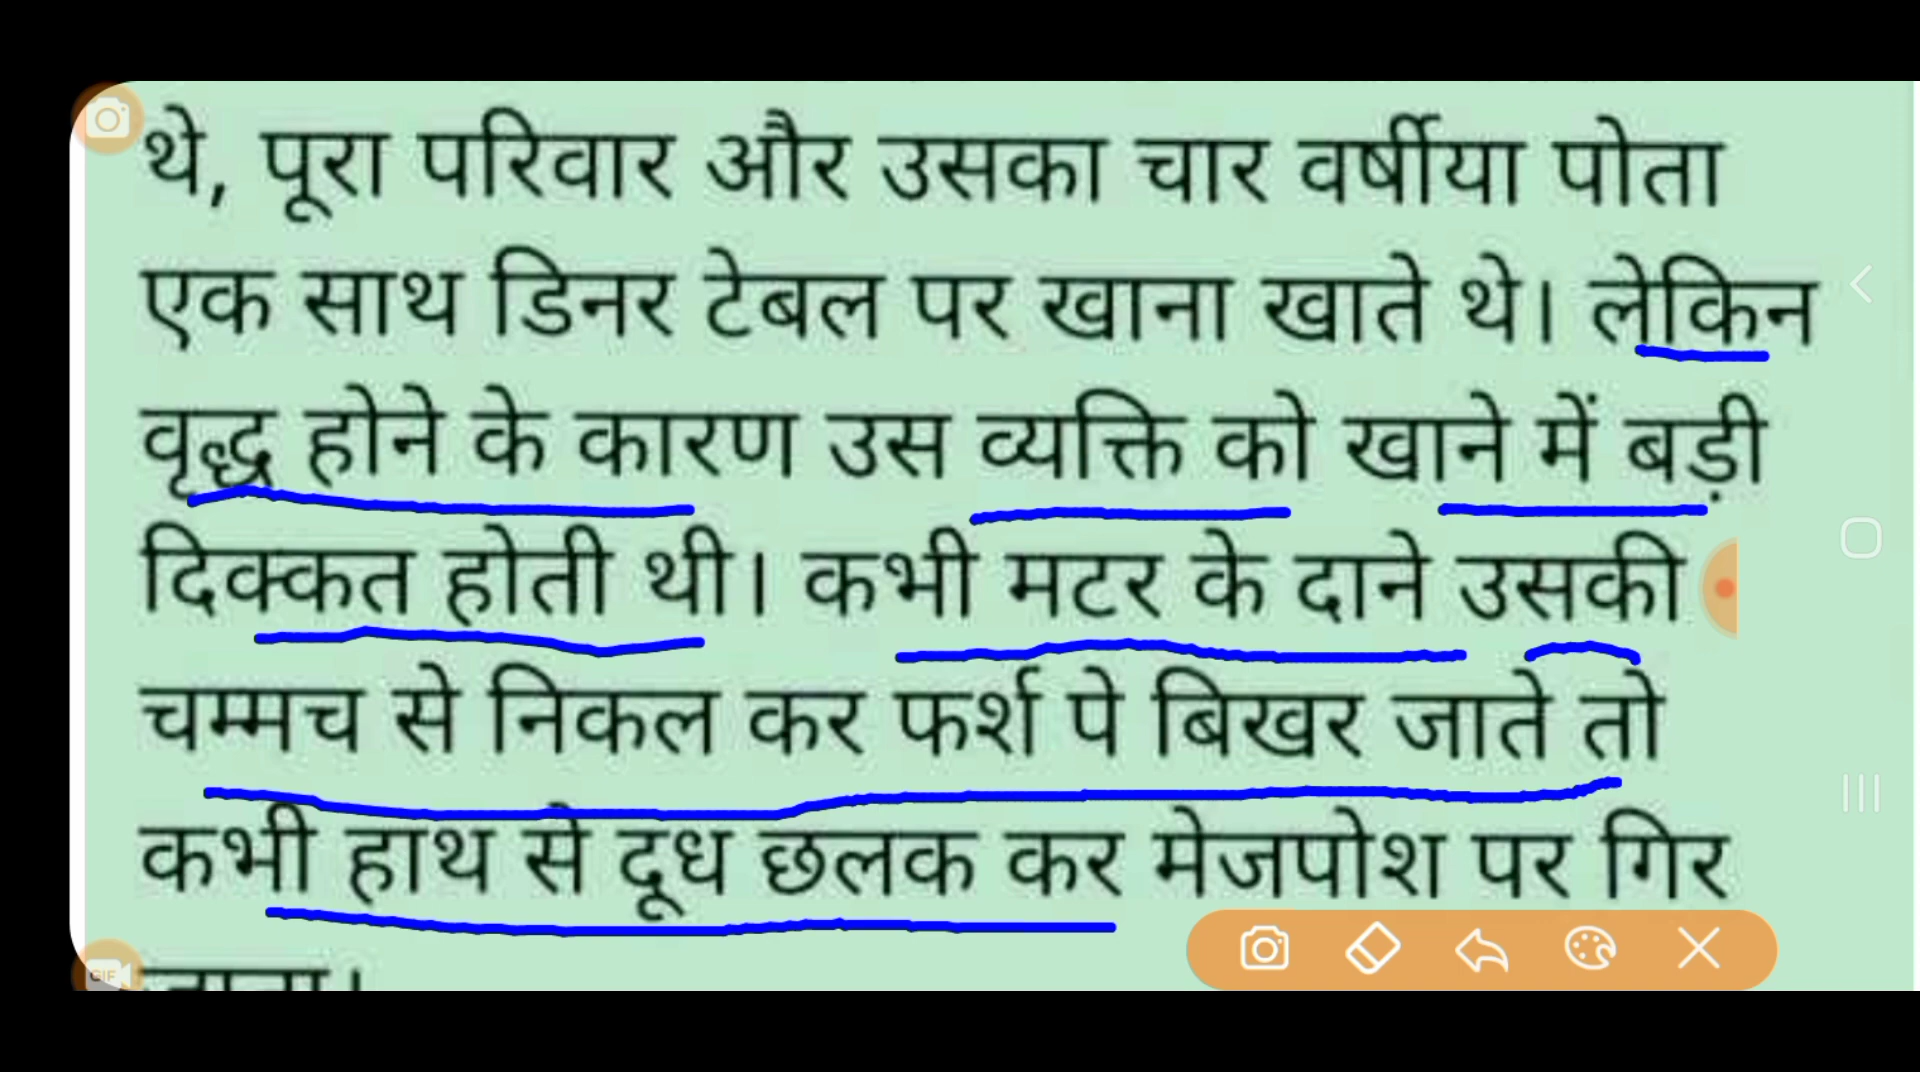 थे, पूरा परिवार और उसका चार वर्षीया पोता
एक साथ डिनर टेबल पर खाना खाते थे। लेकिन
वृद्ध होने के कारण उस व्यक्ति को खाने में बड़ी
दिक्कत होती थी। कभी मटर के दाने उसकी
चम्मच से निकल कर फर्श पे बिखर जाते तो
कभी हाथ से दूध छलक कर मेजपोश पर गिर
GIF